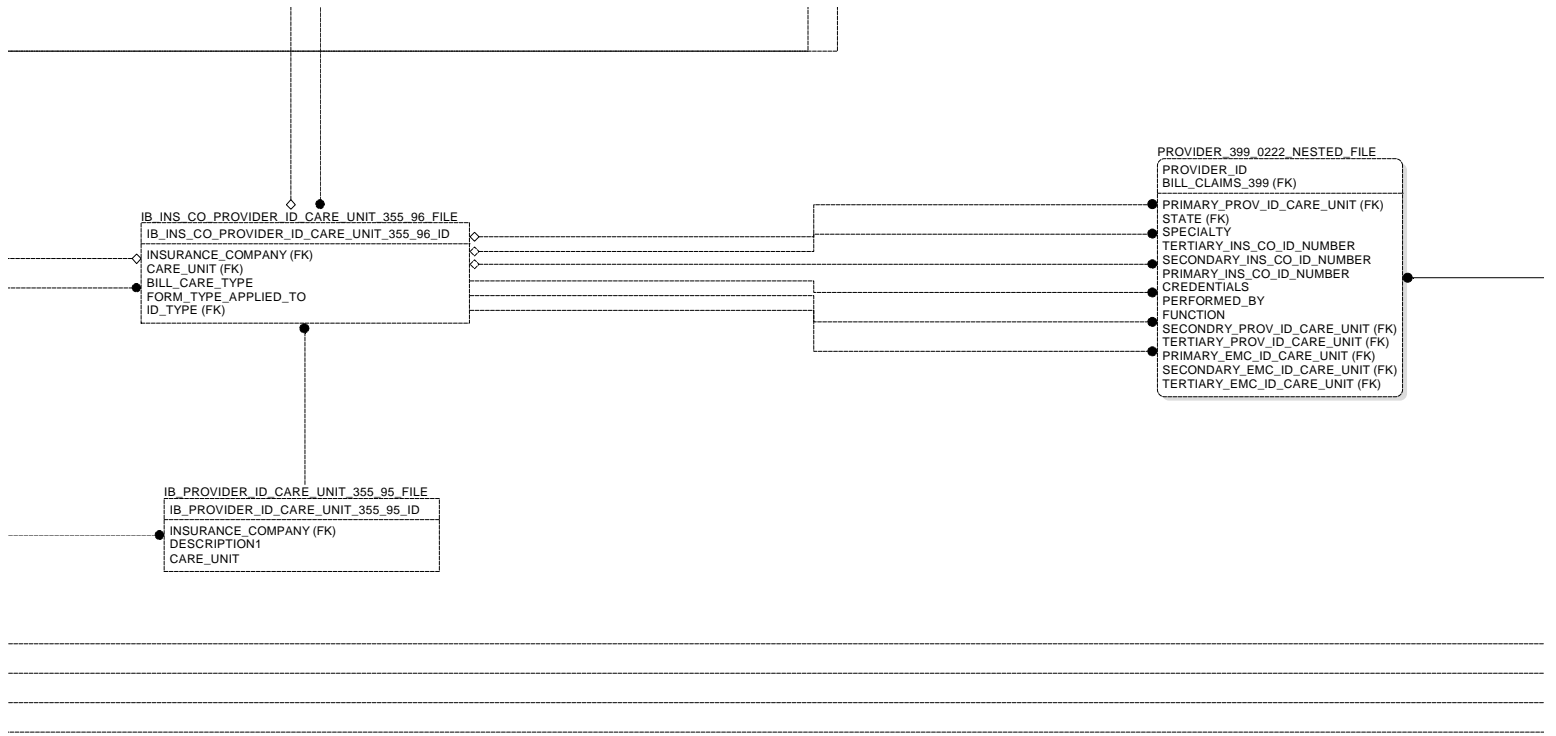 PROVIDER_399_0222_NESTED_FILE
PROVIDER_ID
BILL_CLAIMS_399 (FK)
PRIMARY_PROV_ID_CARE_UNIT (FK)
STATE (FK)
SPECIALTY
TERTIARY_INS_CO_ID_NUMBER
SECONDARY_INS_CO_ID_NUMBER
PRIMARY_INS_CO_ID_NUMBER
CREDENTIALS
PERFORMED_BY
FUNCTION
SECONDRY_PROV_ID_CARE_UNIT (FK)
TERTIARY_PROV_ID_CARE_UNIT (FK)
PRIMARY_EMC_ID_CARE_UNIT (FK)
SECONDARY_EMC_ID_CARE_UNIT (FK)
TERTIARY_EMC_ID_CARE_UNIT (FK)
IB_INS_CO_PROVIDER_ID_CARE_UNIT_355_96_FILE
IB_INS_CO_PROVIDER_ID_CARE_UNIT_355_96_ID
INSURANCE_COMPANY (FK)
CARE_UNIT (FK)
BILL_CARE_TYPE
FORM_TYPE_APPLIED_TO
ID_TYPE (FK)
IB_PROVIDER_ID_CARE_UNIT_355_95_FILE
IB_PROVIDER_ID_CARE_UNIT_355_95_ID
INSURANCE_COMPANY (FK)
DESCRIPTION1
CARE_UNIT